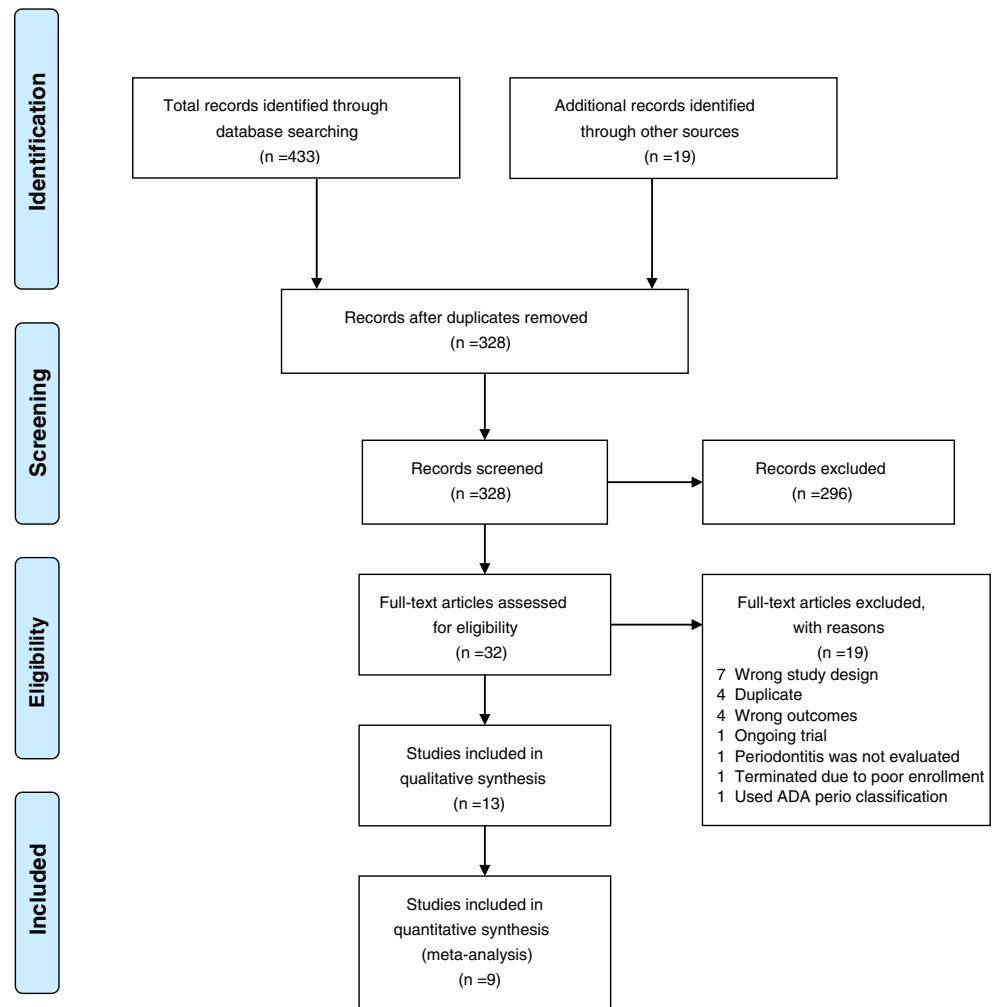 Identification
Total records identified through
database searching
(n =433)
Additional records identified
through other sources
(n =19)
Records after duplicates removed
(n =328)
Screening
Records screened
(n =328)
Records excluded
(n =296)
Eligibility
Full-text articles assessed
for eligibility
(n =32)
Full-text articles excluded,
with reasons
(n =19)
7 Wrong study design
4 Duplicate
4 Wrong outcomes
1 Ongoing trial
1 Periodontitis was not evaluated
1 Terminated due to poor enrollment
1 Used ADA perio classification
Studies included in
qualitative synthesis
(n =13)
Included
Studies included in
quantitative synthesis
(meta-analysis)
(n =9)